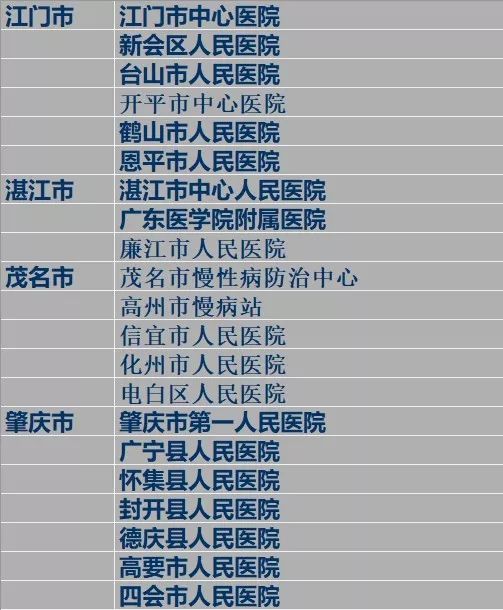 江门市 江门市中心医院
新会区人民医院
台山市人民医院
开平市中心医院
鹤山市人民医院
恩平市人民医院
湛江市 湛江市中心人民医院
广东医学院附属医院
廉江市人民医院
茂名市 茂名市慢性病防治中心
高州市慢病站
信宜市人民医院
化州市人民医院
电白区人民医院
肇庆市 肇庆市第一人民医院
广宁县人民医院
怀集县人民医院
封开县人民医院
德庆县人民医院
高要市人民医院
四会市人民医院